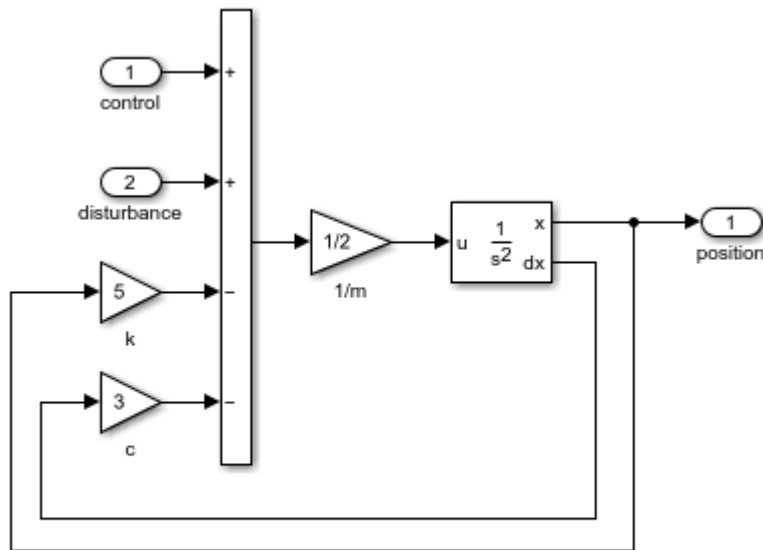 1
+
control
2
+
disturbance
1/2
1/m
u
1
s2
x
dx
1
position
5
−
k
3
−
c